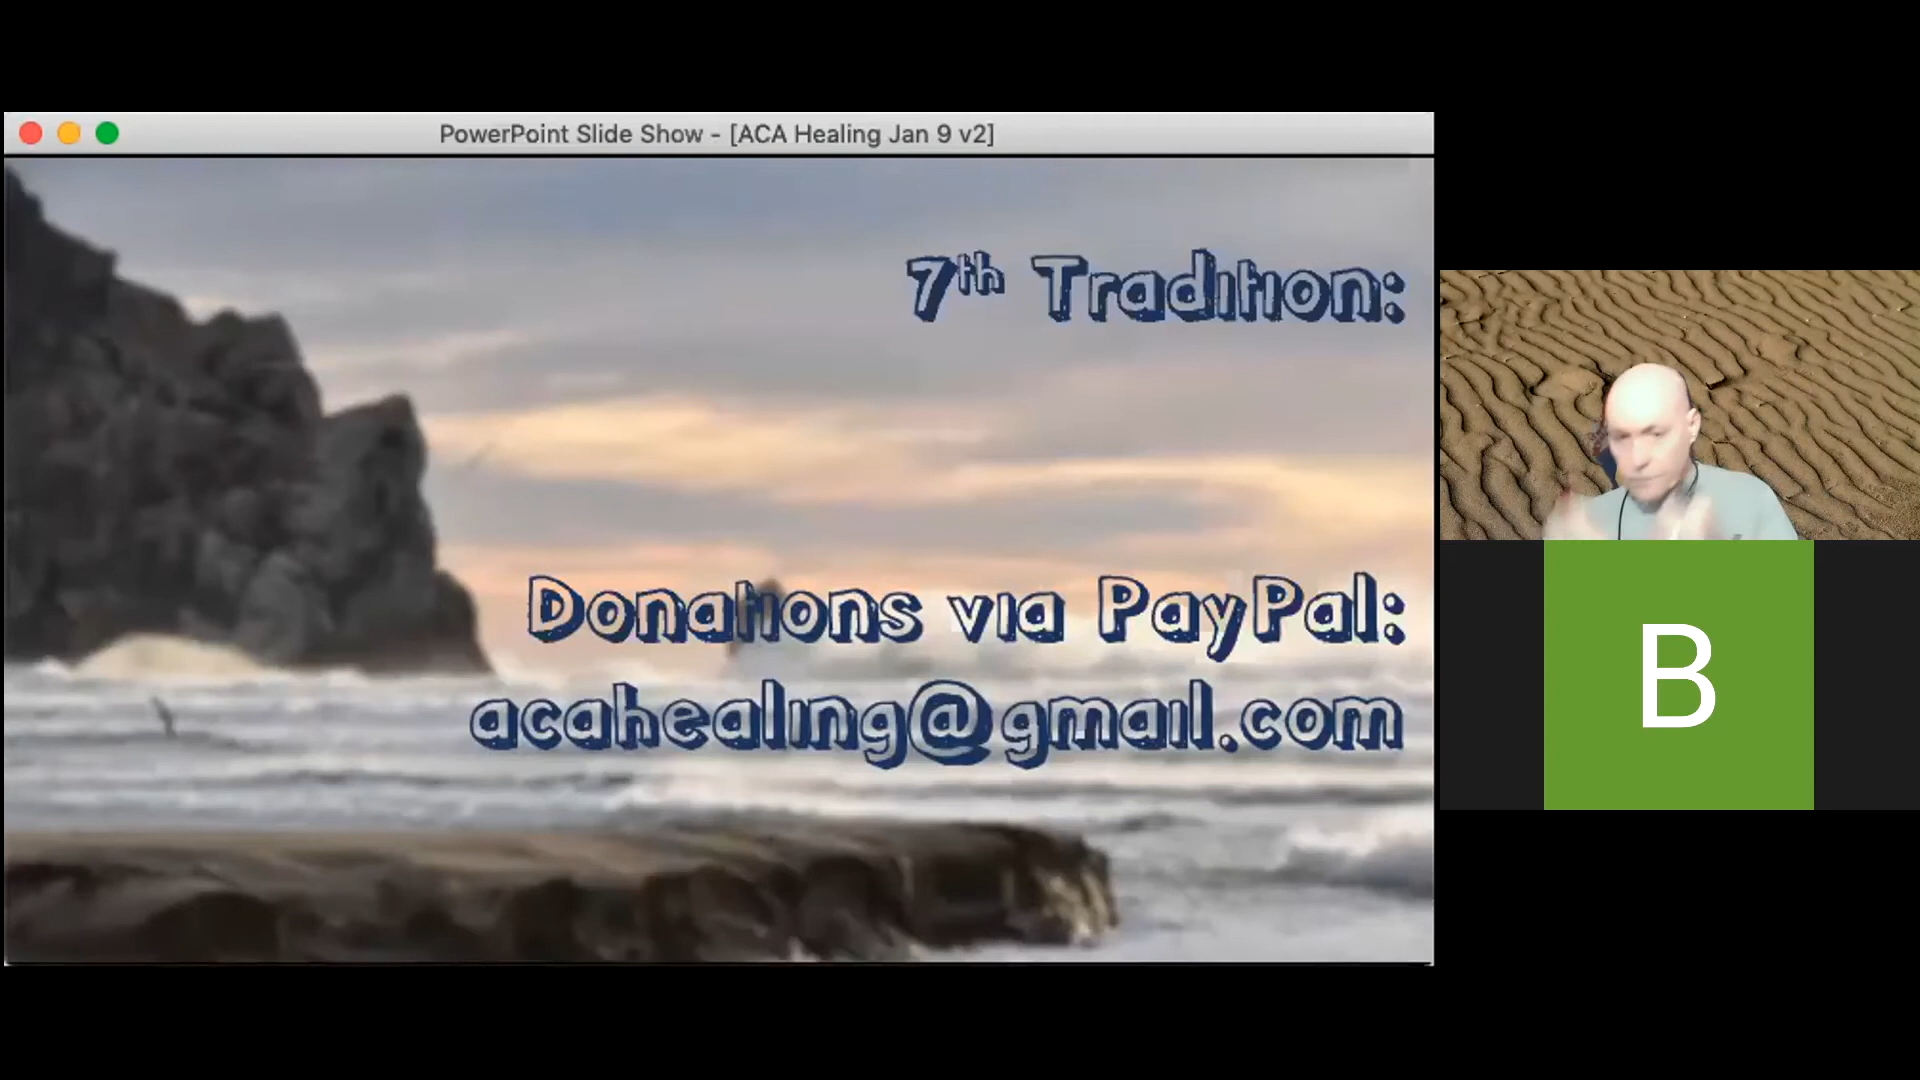 PowerPoint Slide Show - [ACA Healing Jan 9 v2]
7th Tradition:
Donations via PayPal:
acahealing@gmail.com
B